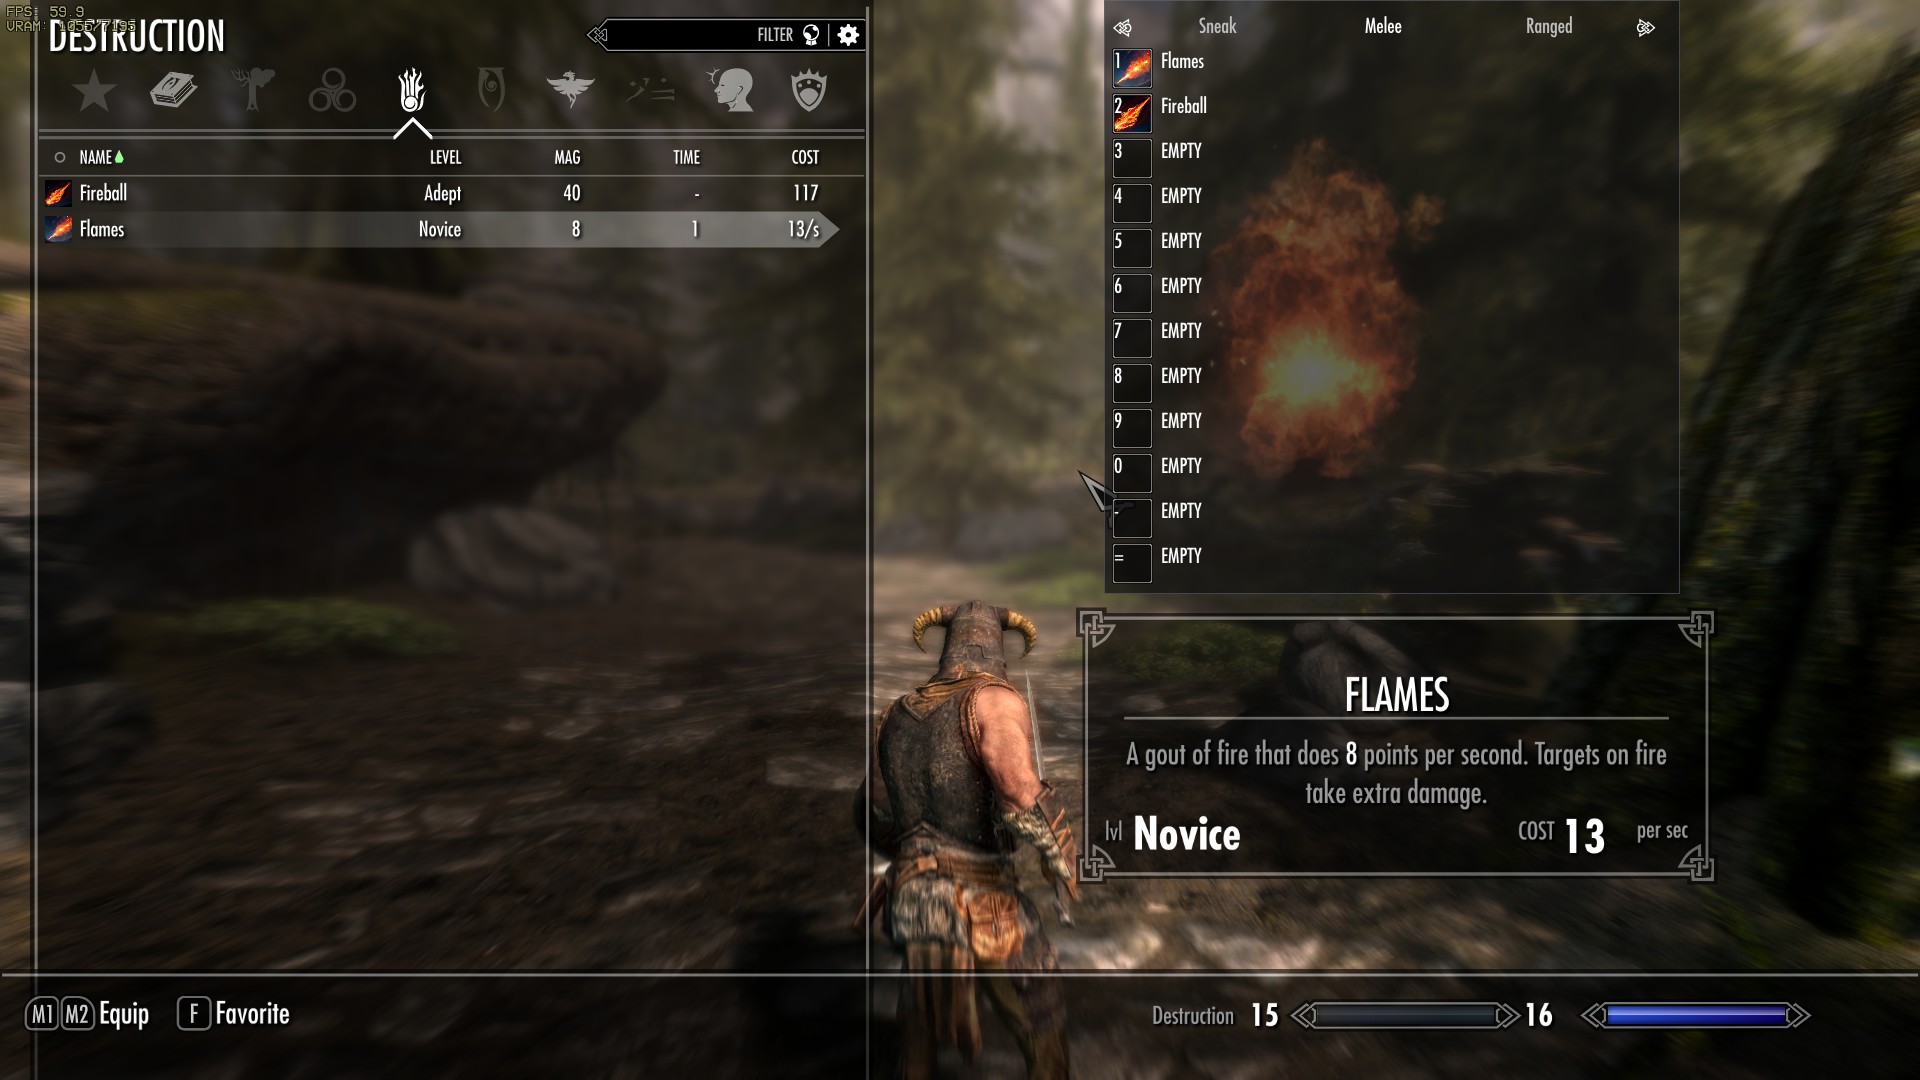 FPS: 59.9
VRAM: 105577195
DESTRUCTION
FILTER
NAME LEVEL MAG TIME COST
Fireball Adept 40 - 117
Flames Novice 8 1 13/s
Sneak Melee Ranged
1 Flames
2 Fireball
3 EMPTY
4 EMPTY
5 EMPTY
6 EMPTY
7 EMPTY
8 EMPTY
9 EMPTY
0 EMPTY
- EMPTY
= EMPTY
FLAMES
A gout of fire that does 8 points per second. Targets on fire
take extra damage.
lvl Novice COST 13 per sec
M1 M2 Equip F Favorite
Destruction 15 16